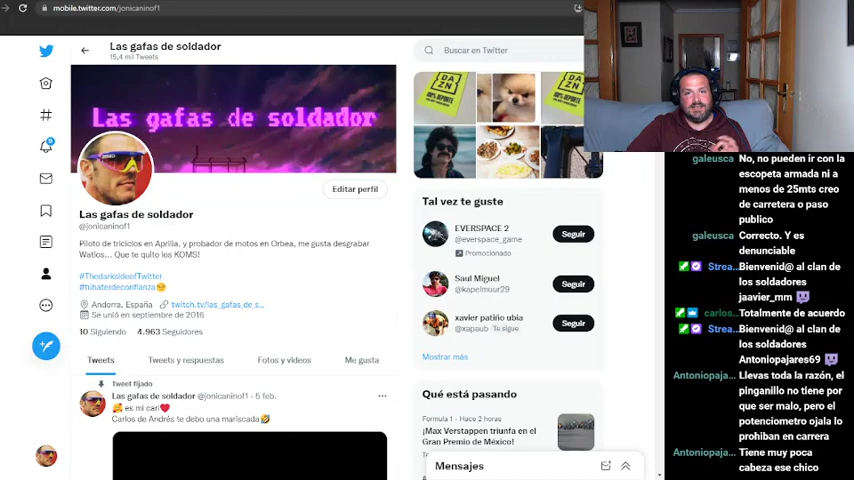 mobile.twitter.com/jonicaninof1
Las gafas de soldador
15,4 mil Tweets
Las gafas de soldador
Editar perfil
Las gafas de soldador
@jonicaninof1
Piloto de triciclos en Aprilia, y probador de motos en Orbea, me gusta desgrabar
Watios... Que te quito los KOMS!
#ThedarksideofTwitter
#túhaterdeconfianza
Andorra, España
twitch.tv/las_gafas_de_s...
Se unió en septiembre de 2016
10 Siguiendo
4.963 Seguidores
Tweets
Tweets y respuestas
Fotos y videos
Me gusta
Tweet fijado
Las gafas de soldador @jonicaninof1 · 5 feb.
es mi cari
Carlos de Andrés te debo una mariscada
Buscar en Twitter
DAZN
Tal vez te guste
EVERSPACE 2
@everspace_game
Promocionado
Seguir
Saul Miguel
@kapelmuur29
Seguir
xavier patiño ubia
@xapaub Te sigue
Seguir
Mostrar más
Qué está pasando
Formula 1 · Hace 2 horas
¡Max Verstappen triunfa en el
Gran Premio de México!
Mensajes
galeusca No, no pueden ir con la
escopeta armada ni a
menos de 25mts creo
de carretera o paso
publico
galeusca Correcto. Y es
denunciable
Strea... Bienvenid@ al clan de
los soldadores
jaavier_mm
carlos... Totalmente de acuerdo
Strea... Bienvenid@ al clan de
los soldadores
Antoniopajares69
Antoniopaja... Llevas toda la razón, el
pinganillo no tiene por
que ser malo, pero el
potenciometro ojala lo
prohiban en carrera
Antoniopaja... Tiene muy poca
cabeza ese chico